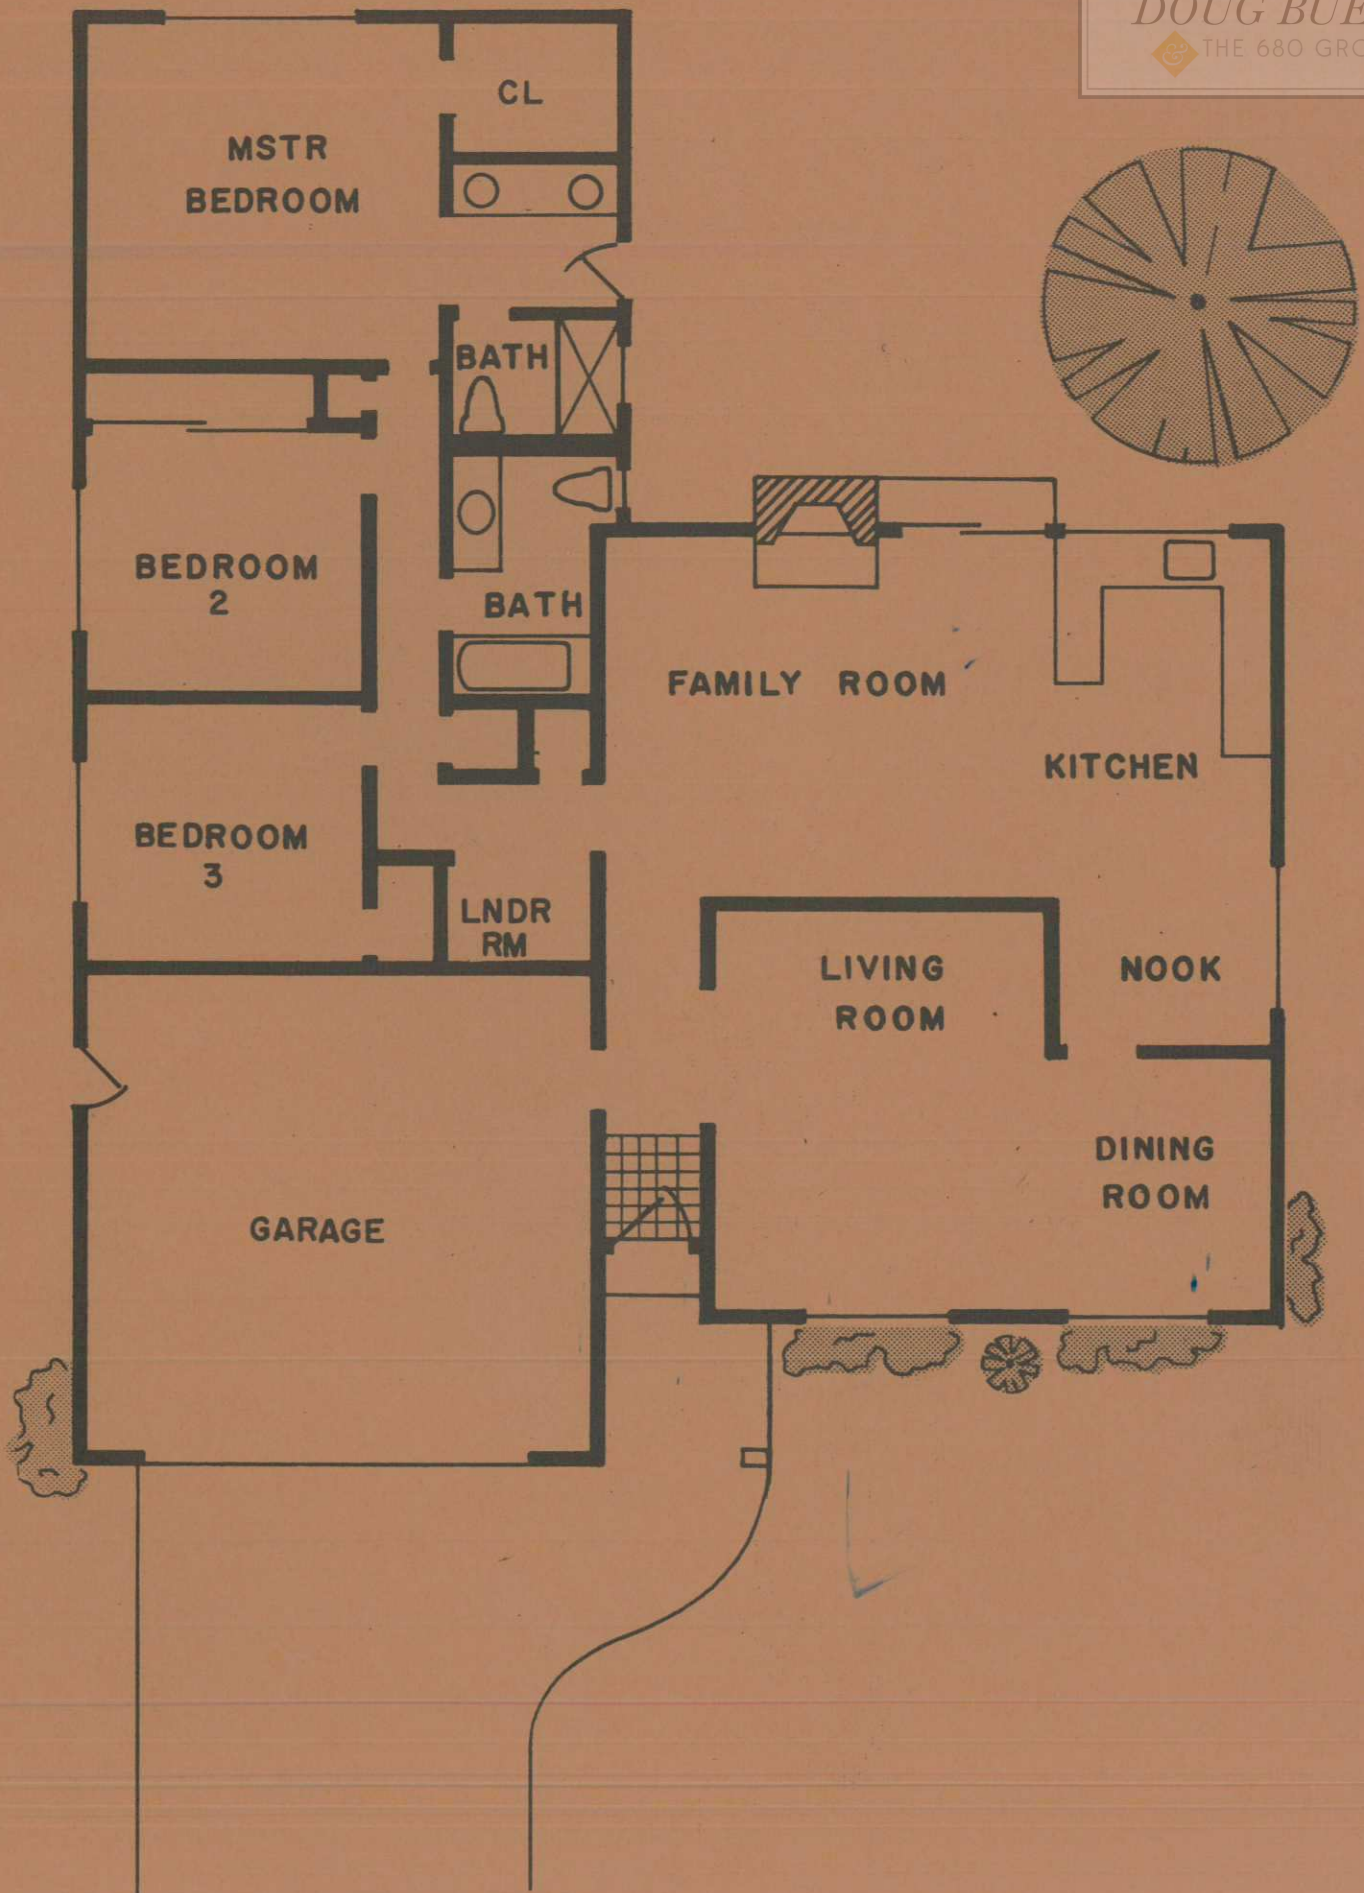 DOUG BUE
THE 680 GRO
CL
MSTR
BEDROOM
BATH
BEDROOM
2
BATH
FAMILY ROOM
KITCHEN
BEDROOM
3
LNDR
RM
LIVING
ROOM
NOOK
DINING
ROOM
GARAGE